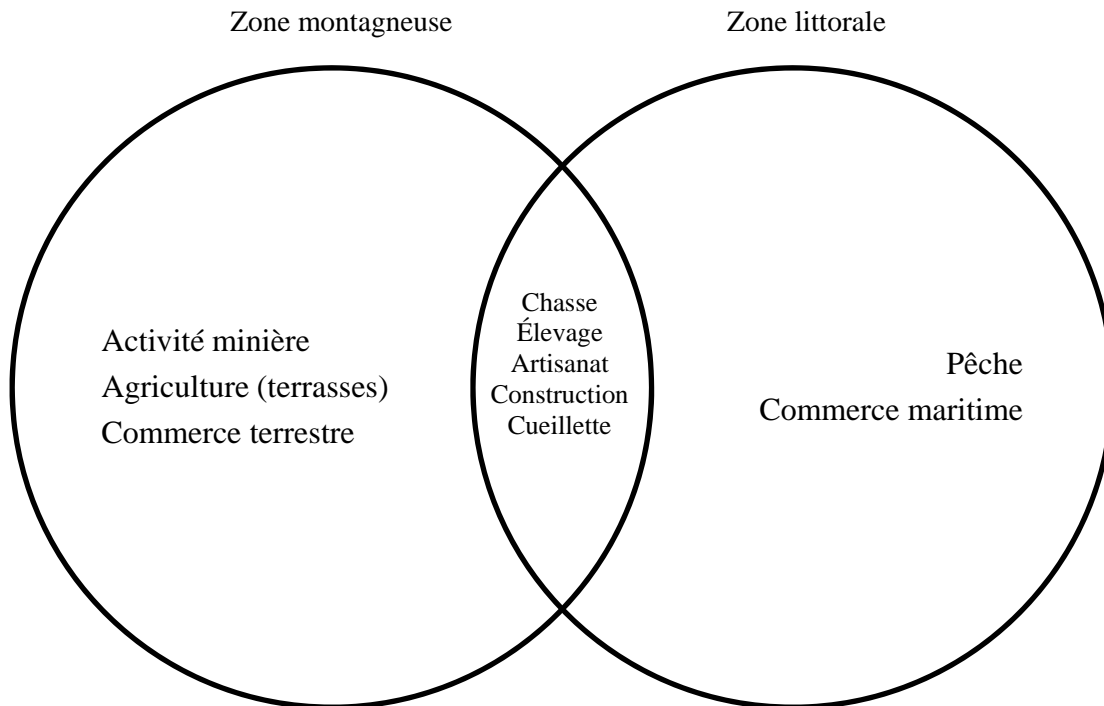 Zone montagneuse
Zone littorale
Activité minière
Agriculture (terrasses)
Commerce terrestre
Chasse
Élevage
Artisanat
Construction
Cueillette
Pêche
Commerce maritime